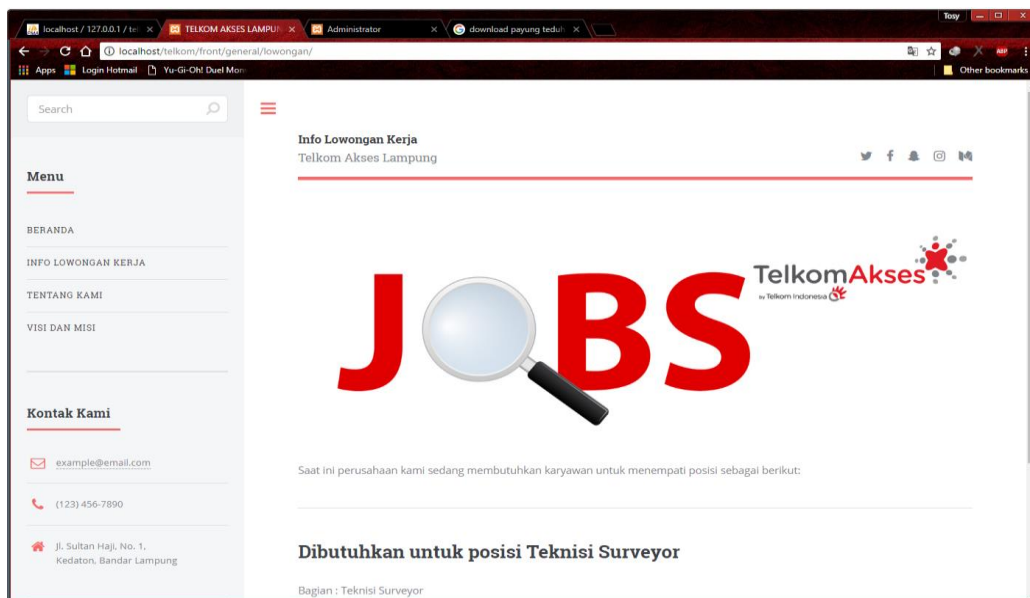 Tosy
localhost / 127.0.0.1 / tel
TELKOM AKSES LAMPUN
Administrator
download payung teduh
localhost/telkom/front/general/lowongan/
ABP
Apps
Login Hotmail
Yu-Gi-Oh! Duel Mon
Other bookmarks
Search
Info Lowongan Kerja
Telkom Akses Lampung
Menu
BERANDA
INFO LOWONGAN KERJA
TENTANG KAMI
VISI DAN MISI
JOBS
TelkomAkses
by Telkom Indonesia
Kontak Kami
example@email.com
(123) 456-7890
Jl. Sultan Haji, No. 1,
Kedaton, Bandar Lampung
Saat ini perusahaan kami sedang membutuhkan karyawan untuk menempati posisi sebagai berikut:
Dibutuhkan untuk posisi Teknisi Surveyor
Bagian : Teknisi Surveyor